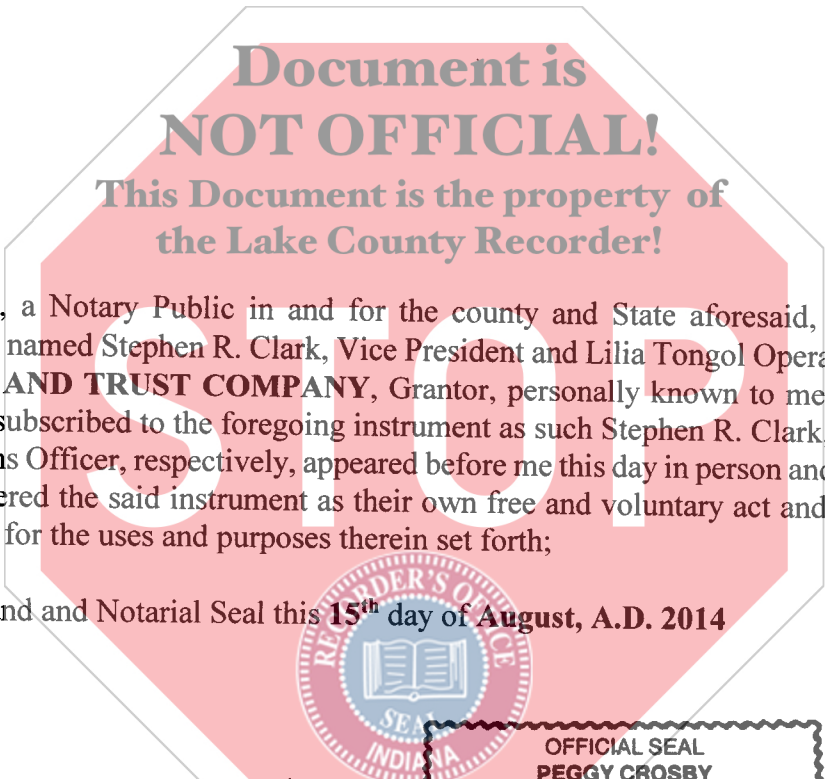 Document is
NOT OFFICIAL!
This Document is the property of
the Lake County Recorder!
STOP
, a Notary Public in and for the county and State aforesaid,
named Stephen R. Clark, Vice President and Lilia Tongol Opera
AND TRUST COMPANY, Grantor, personally known to me
subscribed to the foregoing instrument as such Stephen R. Clark,
ns Officer, respectively, appeared before me this day in person and
ered the said instrument as their own free and voluntary act and
for the uses and purposes therein set forth;
nd and Notarial Seal this 15th day of August, A.D. 2014
RECORDER'S OFFICE
SEAL
INDIANA
OFFICIAL SEAL
PEGGY CROSBY